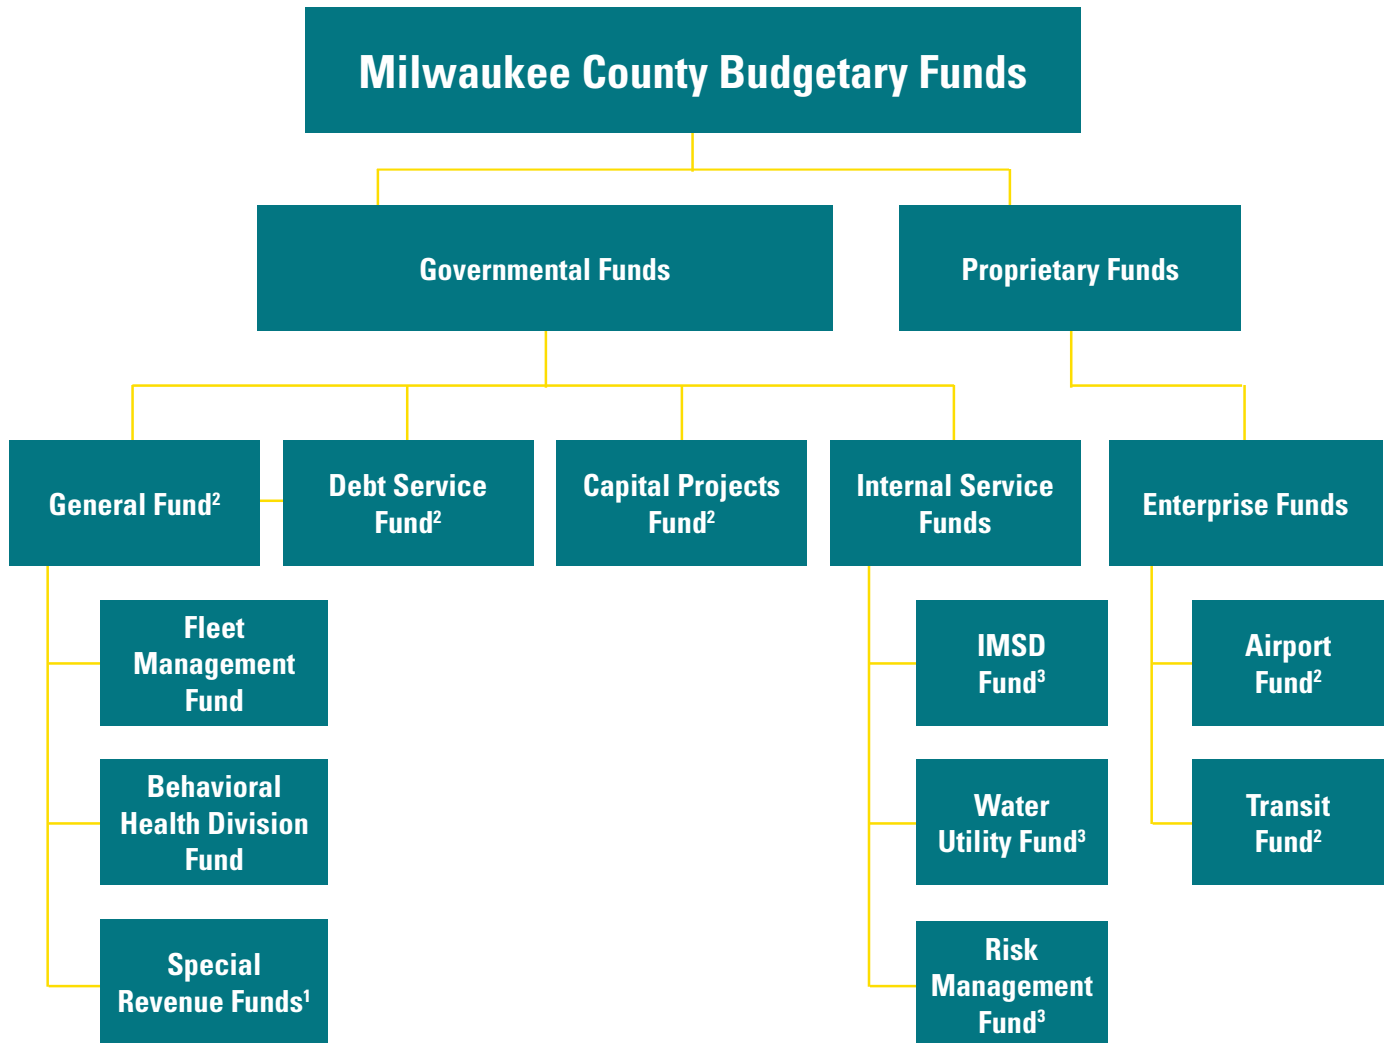 Milwaukee County Budgetary Funds
Governmental Funds
Proprietary Funds
General Fund²
Debt Service
Fund²
Capital Projects
Fund²
Internal Service
Funds
Enterprise Funds
Fleet
Management
Fund
IMSD
Fund³
Airport
Fund²
Behavioral
Health Division
Fund
Water
Utility Fund³
Transit
Fund²
Special
Revenue Funds¹
Risk
Management
Fund³